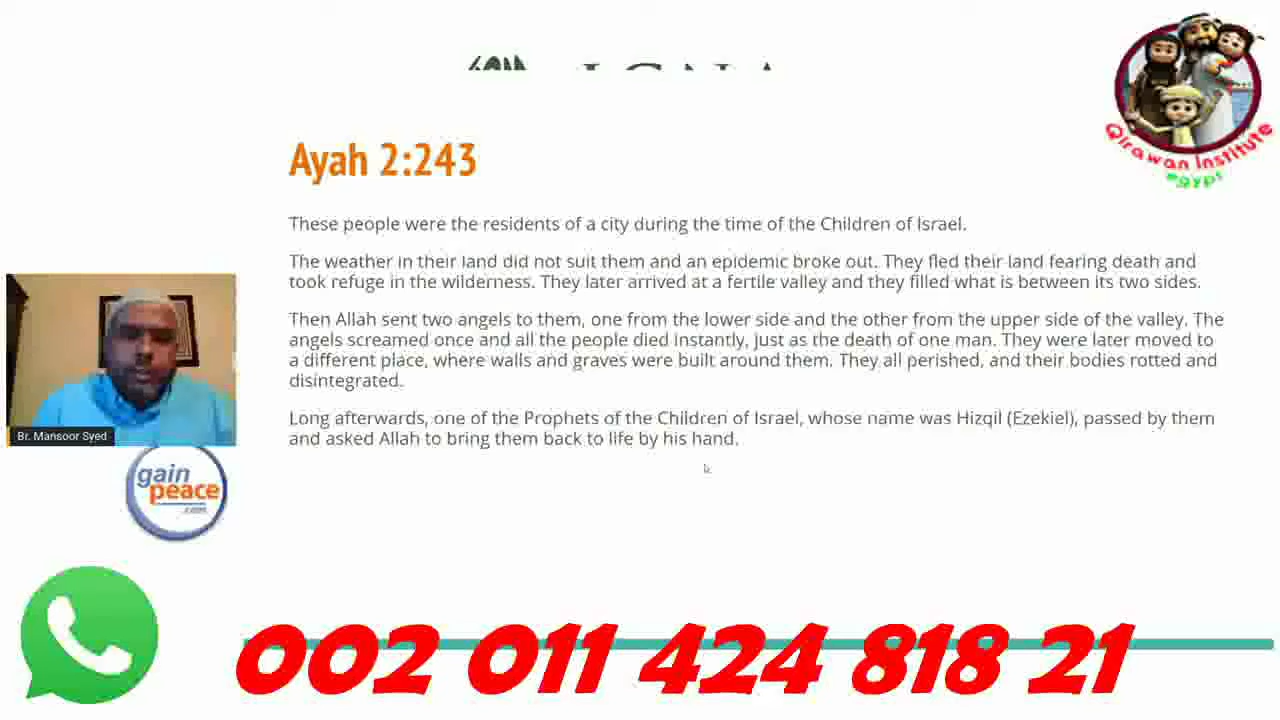 Ayah 2:243
These people were the residents of a city during the time of the Children of Israel.
The weather in their land did not suit them and an epidemic broke out. They fled their land fearing death and
took refuge in the wilderness. They later arrived at a fertile valley and they filled what is between its two sides.
Then Allah sent two angels to them, one from the lower side and the other from the upper side of the valley. The
angels screamed once and all the people died instantly, just as the death of one man. They were later moved to
a different place, where walls and graves were built around them. They all perished, and their bodies rotted and
disintegrated.
Long afterwards, one of the Prophets of the Children of Israel, whose name was Hizqil (Ezekiel), passed by them
and asked Allah to bring them back to life by his hand.
Qirawan Institute
egypt
Br. Mansoor Syed
gain
peace
.com
002 011 424 818 21